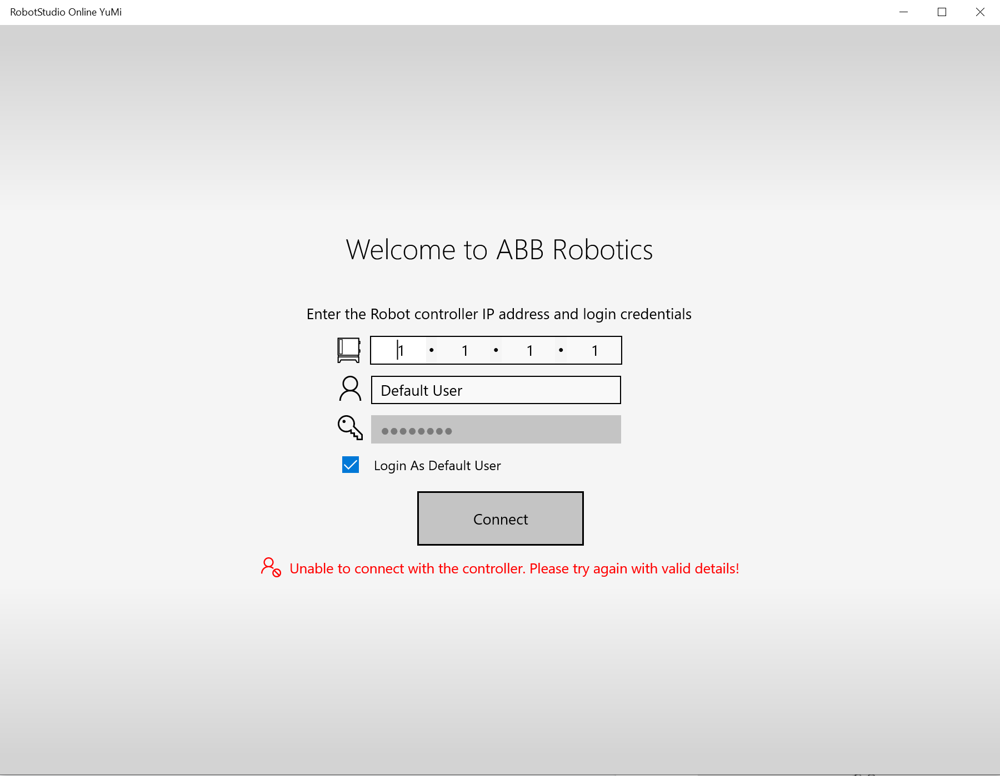 RobotStudio Online YuMi
Welcome to ABB Robotics
Enter the Robot controller IP address and login credentials
1 • 1 • 1 • 1
Default User
●●●●●●●●
Login As Default User
Connect
Unable to connect with the controller. Please try again with valid details!